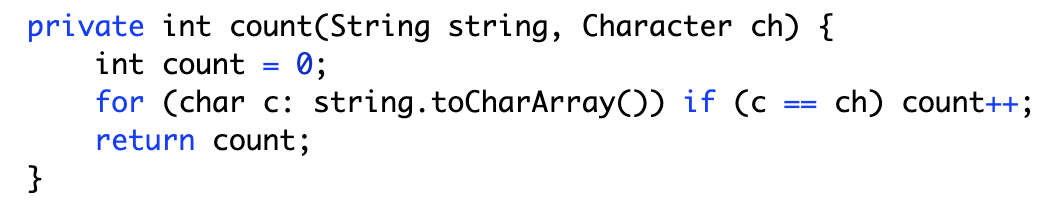 private int count(String string, Character ch) {
    int count = 0;
    for (char c: string.toCharArray()) if (c == ch) count++;
    return count;
}